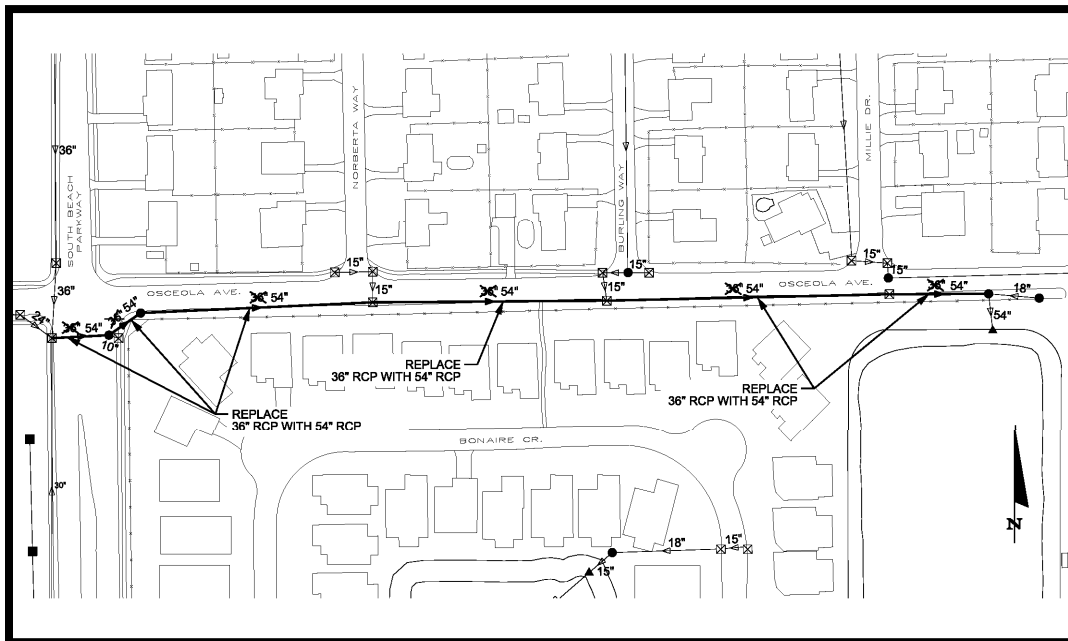 36"
SOUTH BEACH
PARKWAY
NORBERTA WAY
BURLING WAY
MILLIE DR.
36"
15"
15"
15"
15"
15"
15"
OSCEOLA AVE.
OSCEOLA AVE.
24"
36" 54"
36" 54"
36" 54"
36" 54"
36" 54"
36" 54"
18"
54"
10"
REPLACE
36" RCP WITH 54" RCP
REPLACE
36" RCP WITH 54" RCP
REPLACE
36" RCP WITH 54" RCP
BONAIRE CR.
30"
18"
15"
15"
N